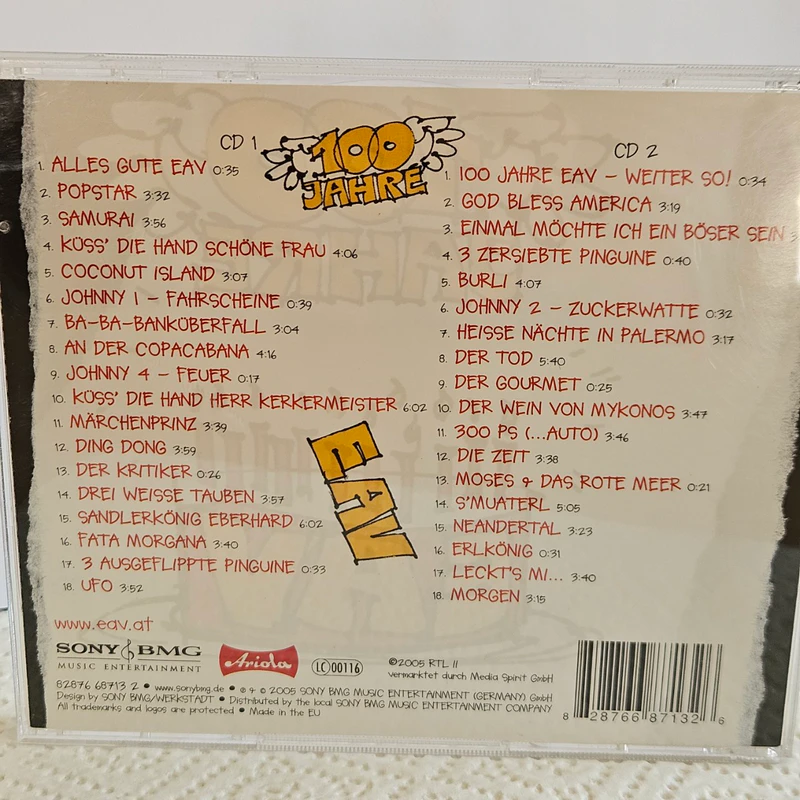 CD 1
100
JAHRE
1. ALLES GUTE EAV 0:35
2. POPSTAR 3:32
3. SAMURAI 3:56
4. KÜSS' DIE HAND SCHÖNE FRAU 4:06
5. COCONUT ISLAND 3:07
6. JOHNNY 1 – FAHRSCHEINE 0:39
7. BA-BA-BANKÜBERFALL 3:04
8. AN DER COPACABANA 4:16
9. JOHNNY 4 – FEUER 0:17
10. KÜSS' DIE HAND HERR KERKERMEISTER 6:02
11. MÄRCHENPRINZ 3:39
12. DING DONG 3:59
13. DER KRITIKER 0:26
14. DREI WEISSE TAUBEN 3:57
15. SANDLERKÖNIG EBERHARD 6:02
16. FATA MORGANA 3:40
17. 3 AUSGEFLIPPTE PINGUINE 0:33
18. UFO 3:52
EAV
CD 2
1. 100 JAHRE EAV – WEITER SO! 0:34
2. GOD BLESS AMERICA 3:19
3. EINMAL MÖCHTE ICH EIN BÖSER SEIN 3
4. 3 ZERSIEBTE PINGUINE 0:40
5. BURLI 4:07
6. JOHNNY 2 – ZUCKERWATTE 0:32
7. HEISSE NÄCHTE IN PALERMO 3:17
8. DER TOD 5:40
9. DER GOURMET 0:25
10. DER WEIN VON MYKONOS 3:47
11. 300 PS (...AUTO) 3:46
12. DIE ZEIT 3:38
13. MOSES & DAS ROTE MEER 0:21
14. S'MUATERL 5:05
15. NEANDERTAL 3:23
16. ERLKÖNIG 0:31
17. LECKT'S MI... 3:40
18. MORGEN 3:15
www.eav.at
SONY BMG
MUSIC ENTERTAINMENT
Ariola
LC 00116
©2005 RTL II
vermarktet durch Media Spirit GmbH
82876 68713 2 • www.sonybmg.de • ℗ & © 2005 SONY BMG MUSIC ENTERTAINMENT (GERMANY) GmbH
Design by SONY BMG/WERKSTADT • Distributed by the local SONY BMG MUSIC ENTERTAINMENT COMPANY
All trademarks and logos are protected • Made in the EU
8 28766 87132 6